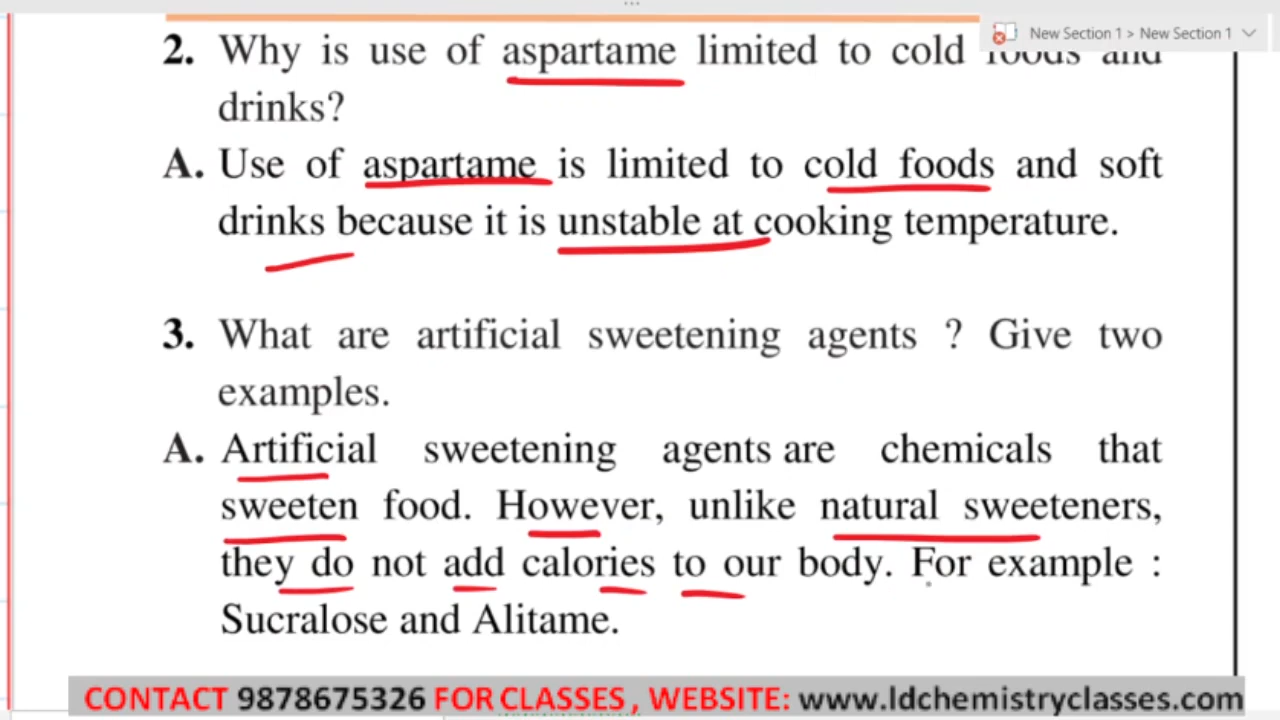 New Section 1 > New Section 1
2. Why is use of aspartame limited to cold foods and
drinks?
A. Use of aspartame is limited to cold foods and soft
drinks because it is unstable at cooking temperature.
3. What are artificial sweetening agents ? Give two
examples.
A. Artificial sweetening agents are chemicals that
sweeten food. However, unlike natural sweeteners,
they do not add calories to our body. For example :
Sucralose and Alitame.
CONTACT 9878675326 FOR CLASSES , WEBSITE: www.ldchemistryclasses.com